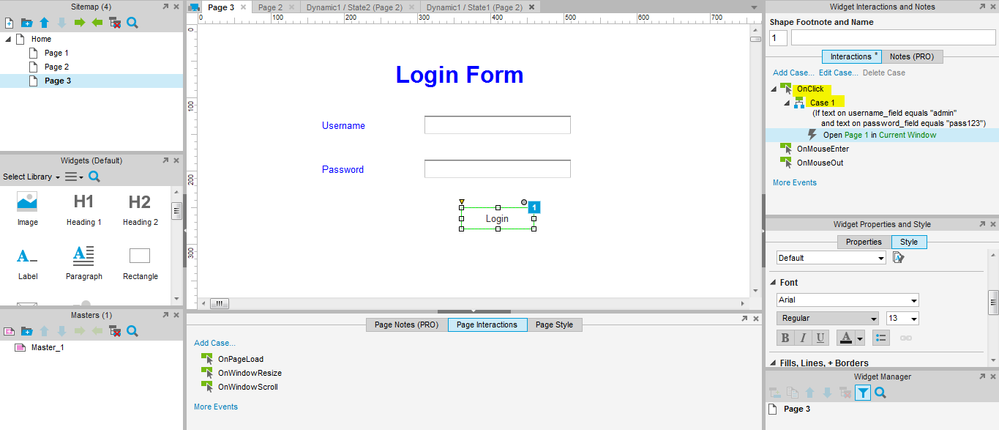 Sitemap (4)
Home
Page 1
Page 2
Page 3
Widgets (Default)
Select Library
Image
H1
Heading 1
H2
Heading 2
A
Label
A
Paragraph
Rectangle
Masters (1)
Master_1
Page 3
Page 2
Dynamic1 / State2 (Page 2)
Dynamic1 / State1 (Page 2)
0 100 200 300 400 500 600 700
0
100
200
300
Login Form
Username
Password
1
Login
Page Notes (PRO)
Page Interactions
Page Style
Add Case...
OnPageLoad
OnWindowResize
OnWindowScroll
More Events
Widget Interactions and Notes
Shape Footnote and Name
1
Interactions *
Notes (PRO)
Add Case... Edit Case... Delete Case
OnClick
Case 1
(If text on username_field equals "admin"
and text on password_field equals "pass123")
Open Page 1 in Current Window
OnMouseEnter
OnMouseOut
More Events
Widget Properties and Style
Properties
Style
Default
Font
Arial
Regular
13
B I U A
Fills, Lines, + Borders
Widget Manager
Page 3